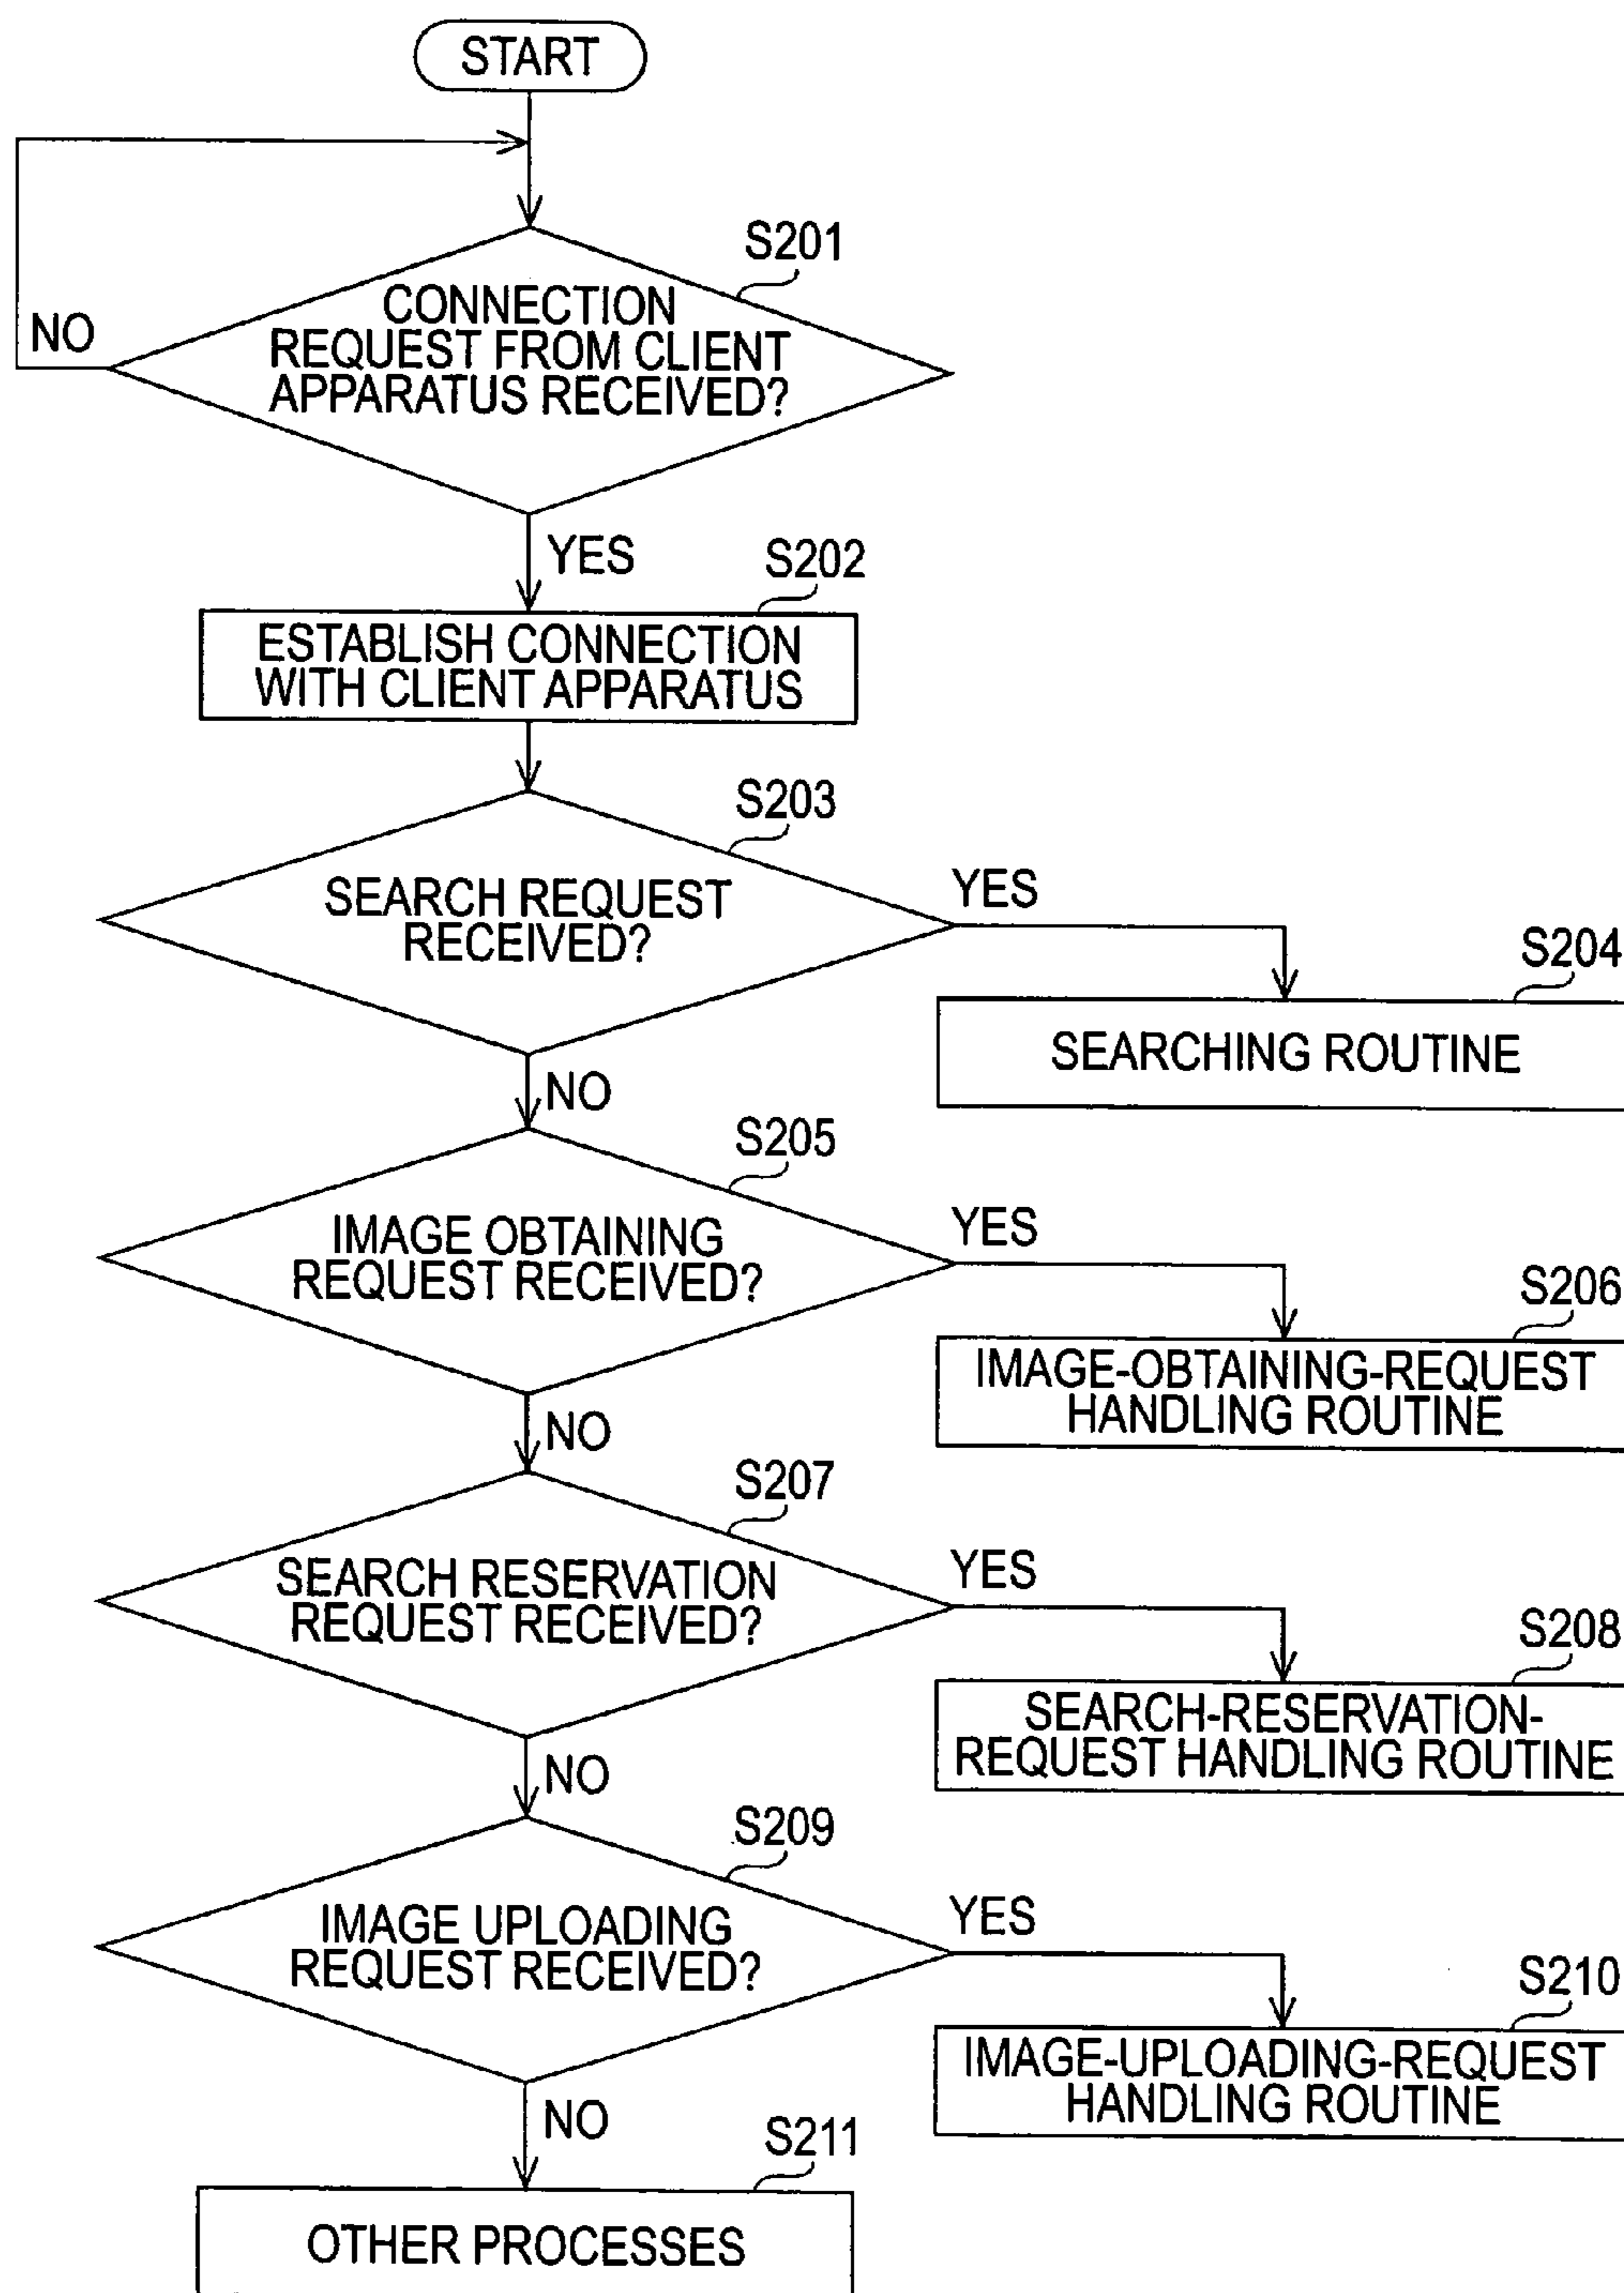 START
S201
CONNECTION
REQUEST FROM CLIENT
APPARATUS RECEIVED?
NO
YES
S202
ESTABLISH CONNECTION
WITH CLIENT APPARATUS
S203
SEARCH REQUEST
RECEIVED?
YES
S204
SEARCHING ROUTINE
NO
S205
IMAGE OBTAINING
REQUEST RECEIVED?
YES
S206
IMAGE-OBTAINING-REQUEST
HANDLING ROUTINE
NO
S207
SEARCH RESERVATION
REQUEST RECEIVED?
YES
S208
SEARCH-RESERVATION-
REQUEST HANDLING ROUTINE
NO
S209
IMAGE UPLOADING
REQUEST RECEIVED?
YES
S210
IMAGE-UPLOADING-REQUEST
HANDLING ROUTINE
NO
S211
OTHER PROCESSES